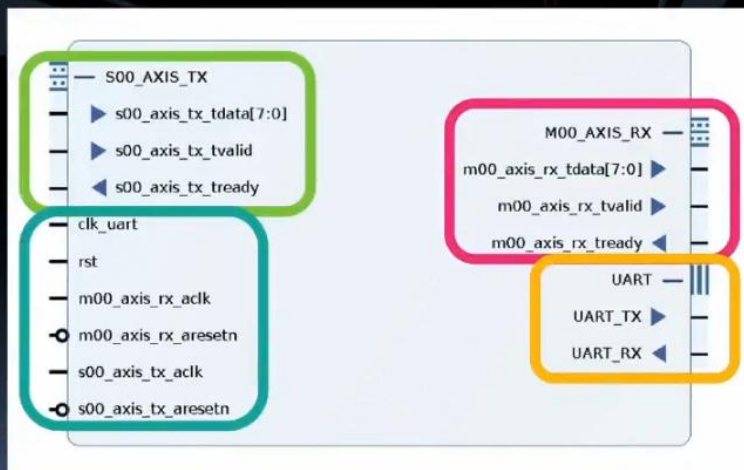 S00_AXIS_TX
s00_axis_tx_tdata[7:0]
s00_axis_tx_tvalid
s00_axis_tx_tready
clk_uart
rst
m00_axis_rx_aclk
m00_axis_rx_aresetn
s00_axis_tx_aclk
s00_axis_tx_aresetn
M00_AXIS_RX
m00_axis_rx_tdata[7:0]
m00_axis_rx_tvalid
m00_axis_rx_tready
UART
UART_TX
UART_RX